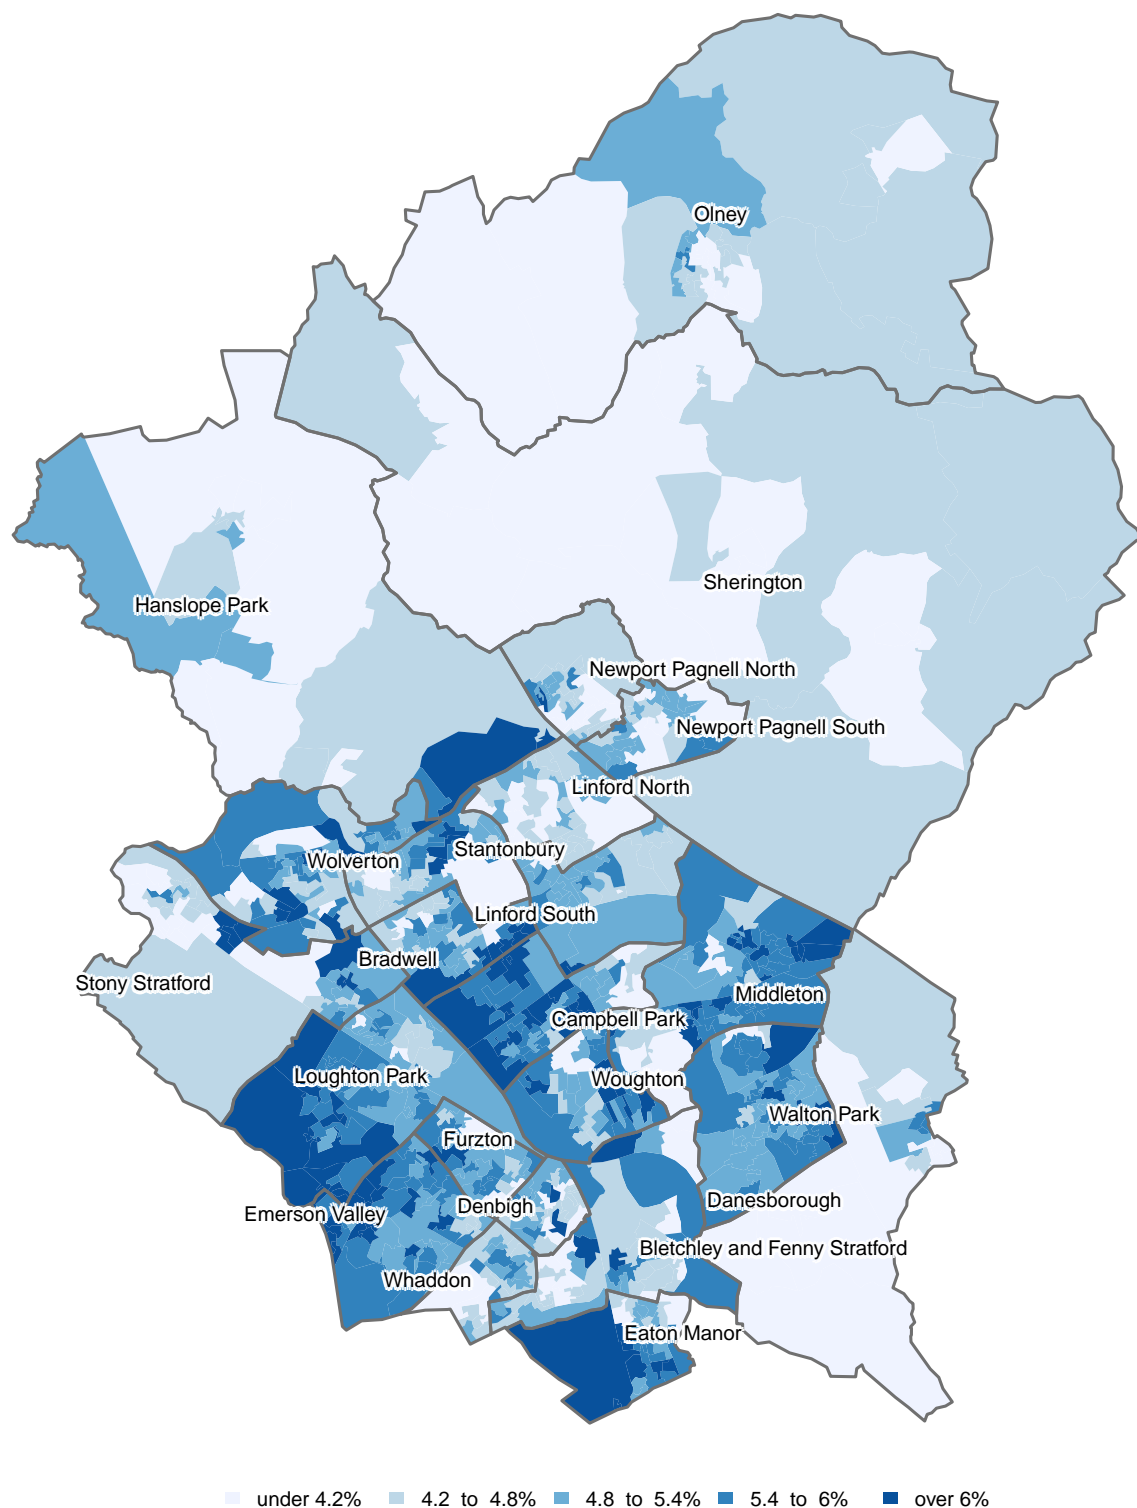 Olney
Sherington
Hanslope Park
Newport Pagnell North
Newport Pagnell South
Linford North
Stantonbury
Wolverton
Linford South
Bradwell
Stony Stratford
Middleton
Campbell Park
Loughton Park
Woughton
Walton Park
Furzton
Danesborough
Denbigh
Emerson Valley
Bletchley and Fenny Stratford
Whaddon
Eaton Manor
under 4.2% 4.2 to 4.8% 4.8 to 5.4% 5.4 to 6% over 6%